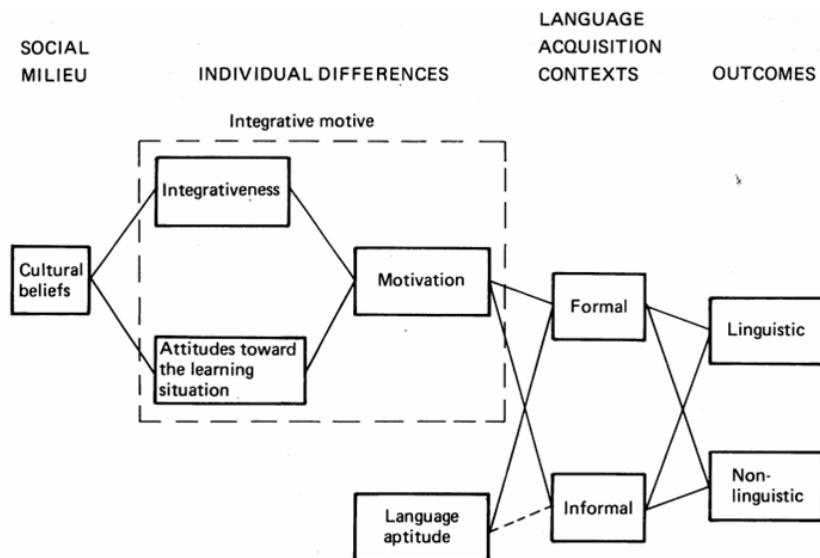 SOCIAL
MILIEU
INDIVIDUAL DIFFERENCES
LANGUAGE
ACQUISITION
CONTEXTS
OUTCOMES
Integrative motive
Integrativeness
Cultural
beliefs
Motivation
Attitudes toward
the learning
situation
Formal
Linguistic
Language
aptitude
Informal
Non-
linguistic